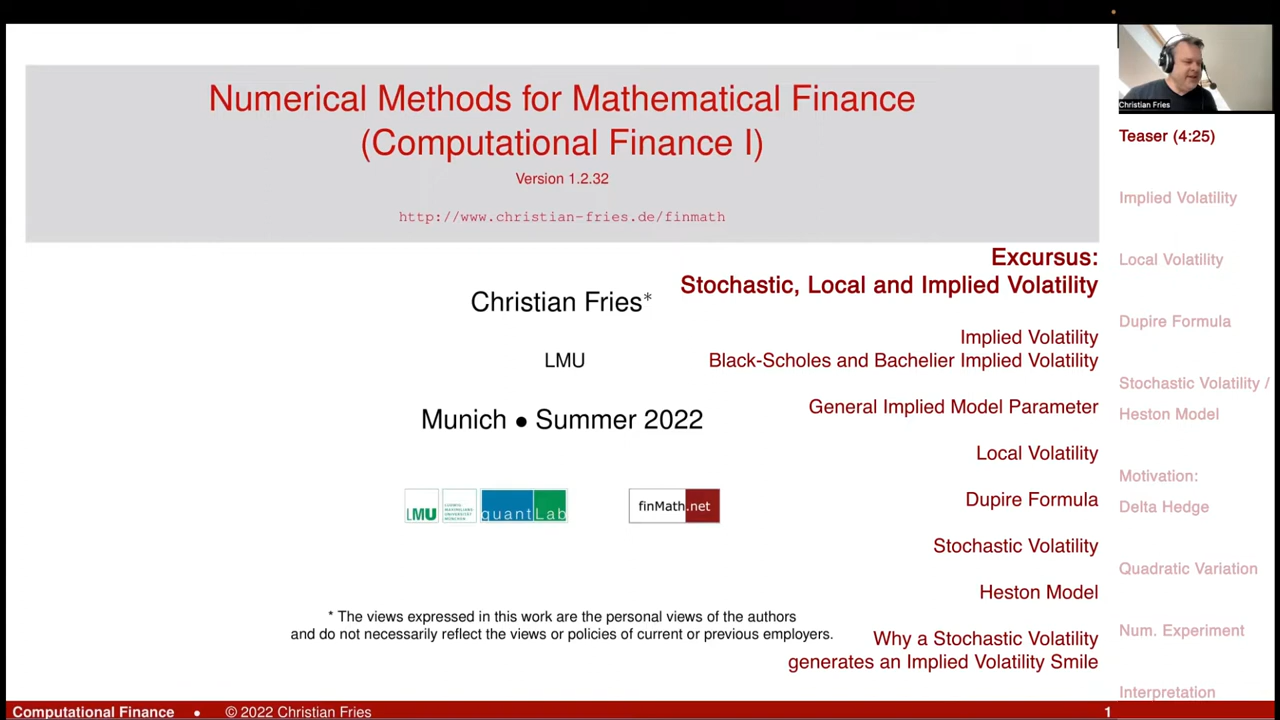 Numerical Methods for Mathematical Finance
(Computational Finance I)
Version 1.2.32
http://www.christian-fries.de/finmath
Christian Fries*
LMU
Munich • Summer 2022
LMU
quantLab
finMath.net
* The views expressed in this work are the personal views of the authors
and do not necessarily reflect the views or policies of current or previous employers.
Excursus:
Stochastic, Local and Implied Volatility
Implied Volatility
Black-Scholes and Bachelier Implied Volatility
General Implied Model Parameter
Local Volatility
Dupire Formula
Stochastic Volatility
Heston Model
Why a Stochastic Volatility
generates an Implied Volatility Smile
Christian Fries
Teaser (4:25)
Implied Volatility
Local Volatility
Dupire Formula
Stochastic Volatility /
Heston Model
Motivation:
Delta Hedge
Quadratic Variation
Num. Experiment
Interpretation
Computational Finance • © 2022 Christian Fries
1